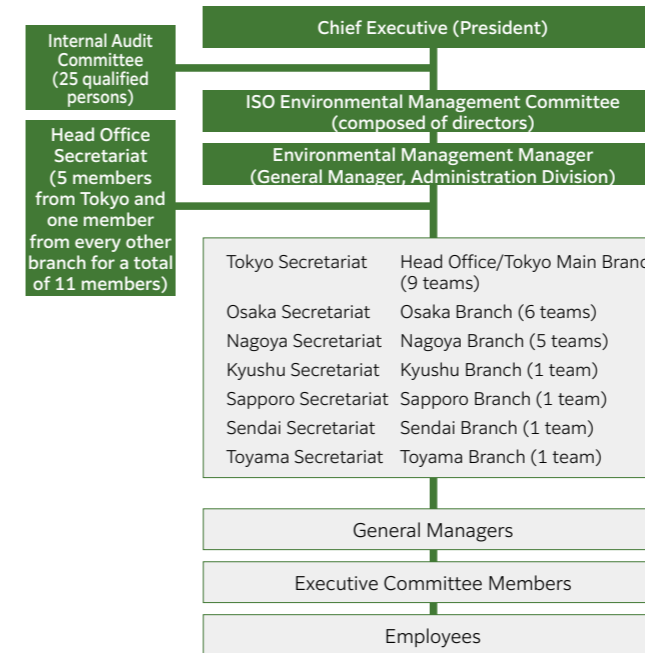 Chief Executive (President)
Internal Audit
Committee
(25 qualified
persons)
ISO Environmental Management Committee
(composed of directors)
Head Office
Secretariat
(5 members
from Tokyo and
one member
from every other
branch for a total
of 11 members)
Environmental Management Manager
(General Manager, Administration Division)
Tokyo Secretariat Head Office/Tokyo Main Branc
(9 teams)
Osaka Secretariat Osaka Branch (6 teams)
Nagoya Secretariat Nagoya Branch (5 teams)
Kyushu Secretariat Kyushu Branch (1 team)
Sapporo Secretariat Sapporo Branch (1 team)
Sendai Secretariat Sendai Branch (1 team)
Toyama Secretariat Toyama Branch (1 team)
General Managers
Executive Committee Members
Employees